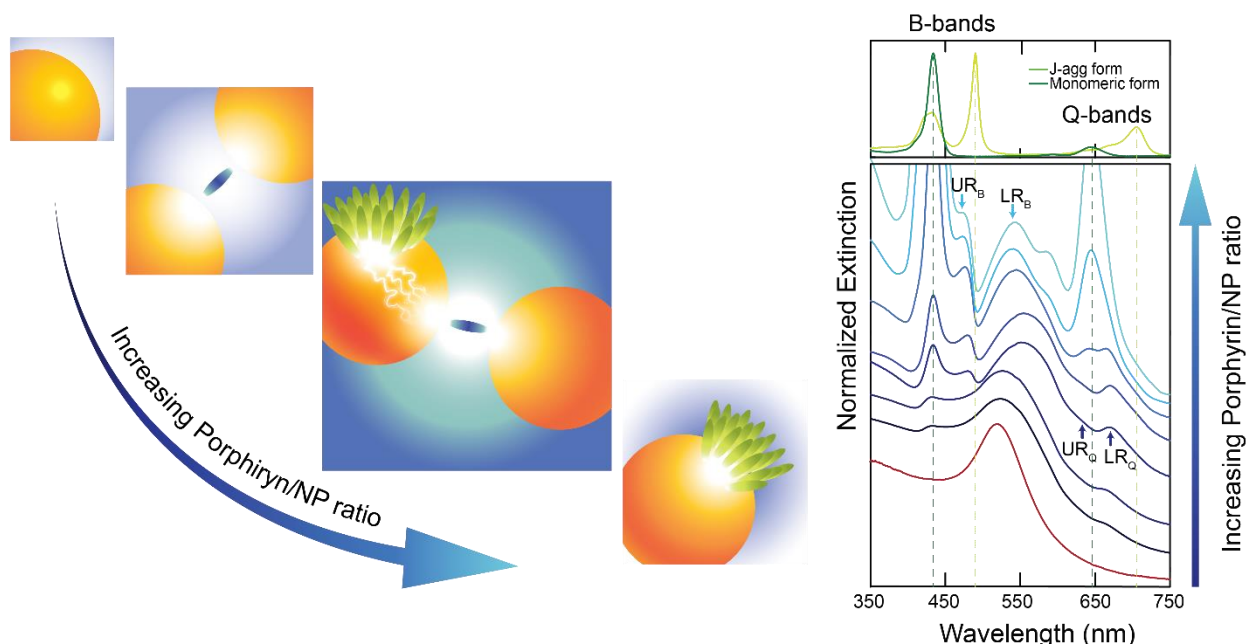 Increasing Porphiryn/NP ratio
B-bands
J-agg form
Monomeric form
Q-bands
UR_B
LR_B
UR_Q
LR_Q
Normalized Extinction
350 450 550 650 750
Wavelength (nm)
Increasing Porphyrin/NP ratio